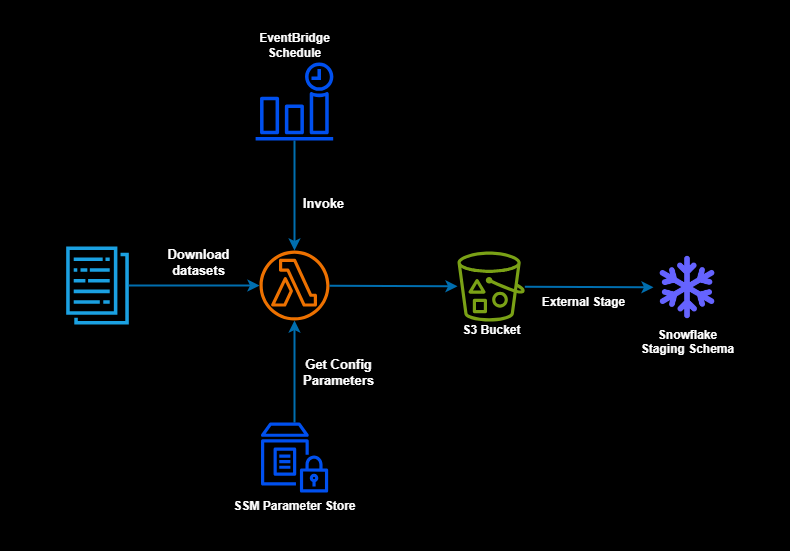 EventBridge
Schedule
Invoke
Download
datasets
External Stage
S3 Bucket
Snowflake
Staging Schema
Get Config
Parameters
SSM Parameter Store